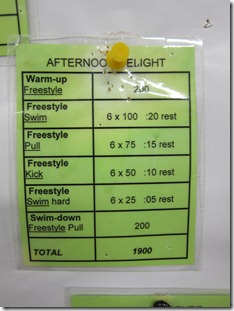 AFTERNOON DELIGHT
Warm-up
Freestyle 200
Freestyle
Swim 6 x 100 :20 rest
Freestyle
Pull 6 x 75 :15 rest
Freestyle
Kick 6 x 50 :10 rest
Freestyle
Swim hard 6 x 25 :05 rest
Swim-down
Freestyle Pull 200
TOTAL 1900